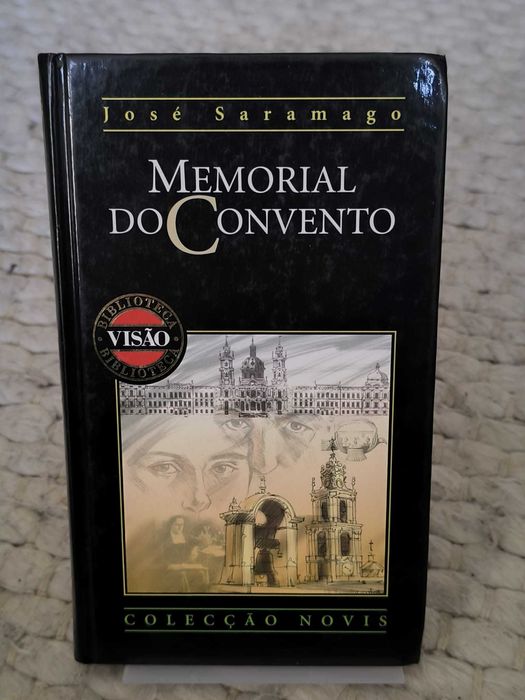 José Saramago
MEMORIAL
DO CONVENTO
BIBLIOTECA
VISÃO
BIBLIOTECA
COLECÇÃO NOVIS